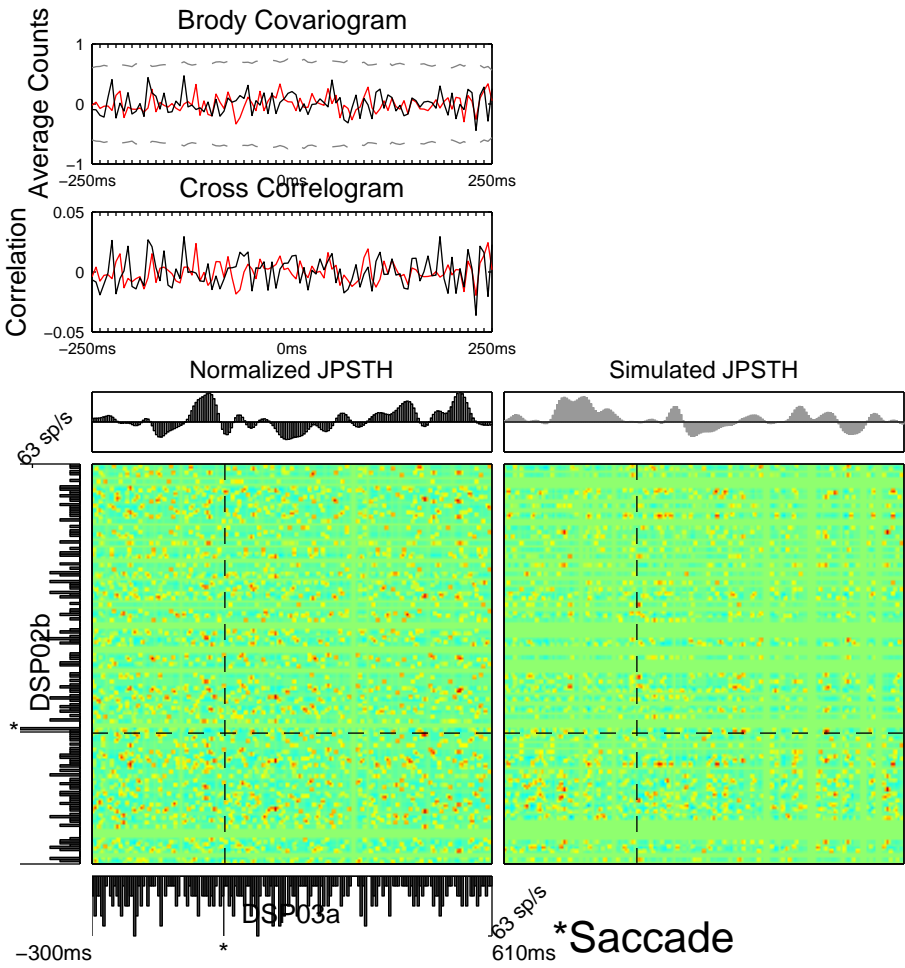 Brody Covariogram
Average Counts
1
0
−1
−250ms
0ms
250ms
Cross Correlogram
Correlation
0.05
0
−0.05
−250ms
0ms
250ms
Normalized JPSTH
Simulated JPSTH
63 sp/s
DSP02b
*
DSP03a
63 sp/s
−300ms
*
610ms
*Saccade